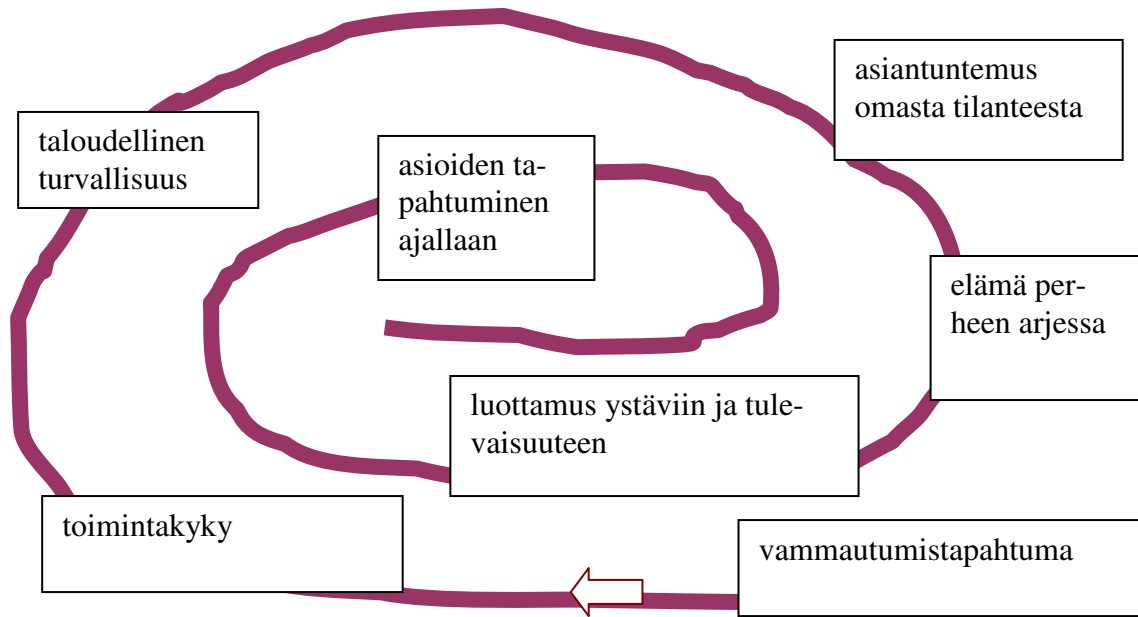 asiantuntemus
omasta tilanteesta
taloudellinen
turvallisuus
asioiden ta-
pahtuminen
ajallaan
elämä per-
heen arjessa
luottamus ystäviin ja tule-
vaisuuteen
toimintakyky
vammautumistapahtuma